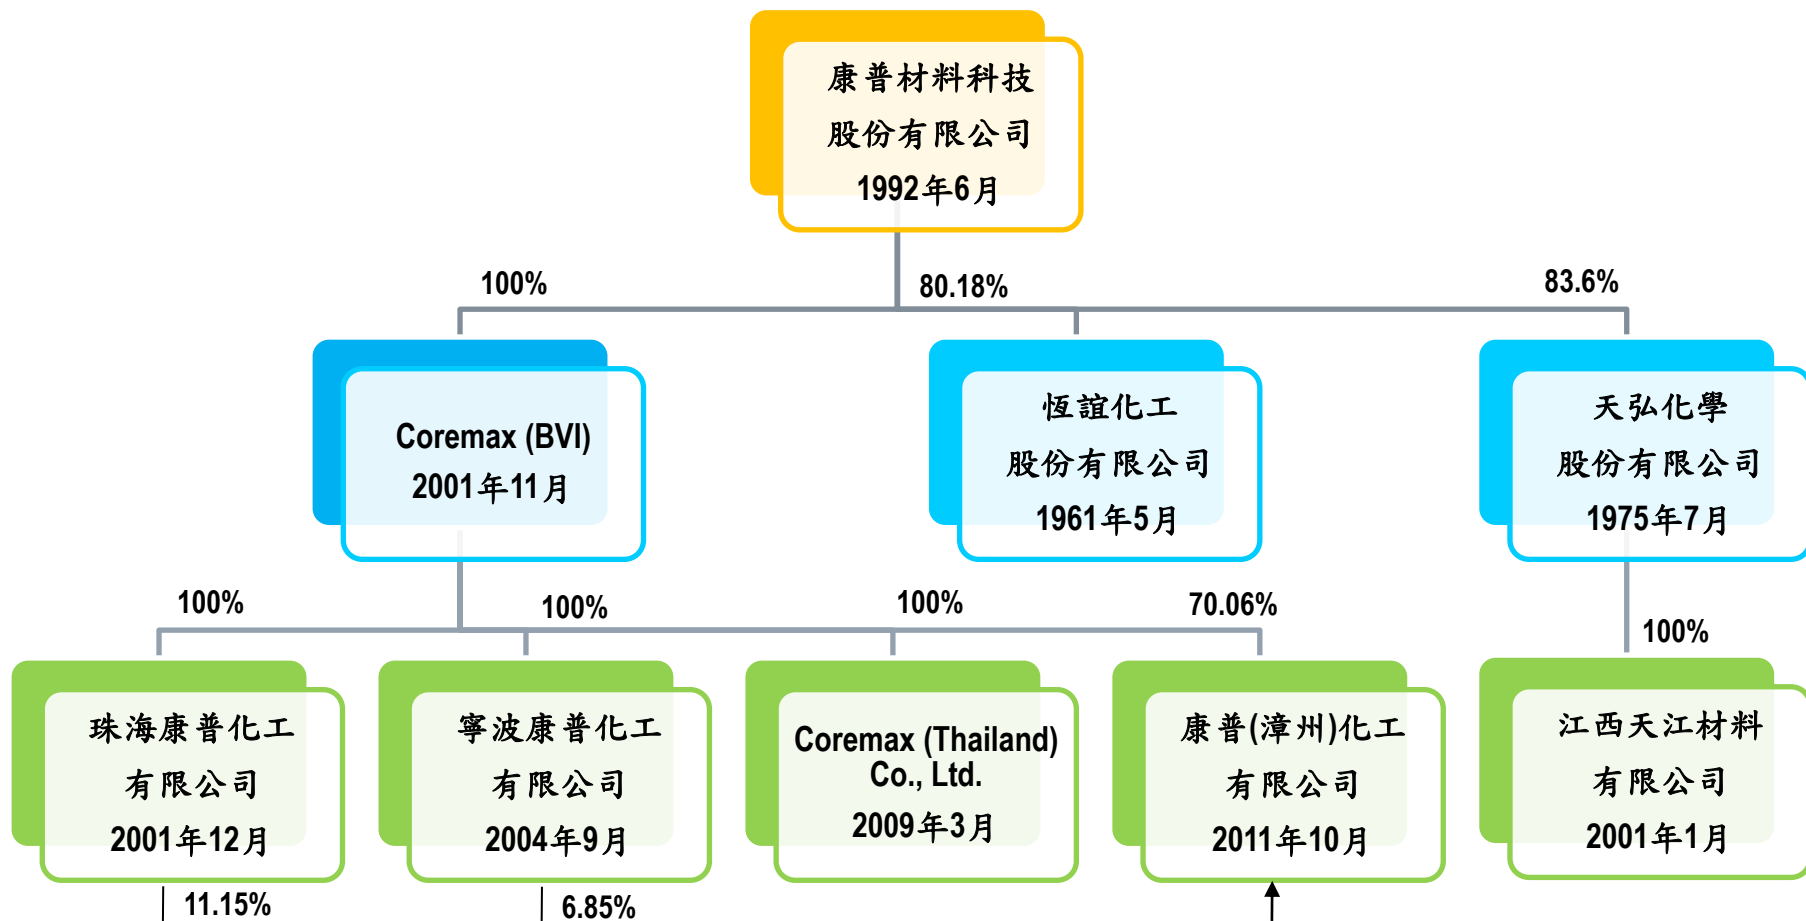 康普材料科技
股份有限公司
1992年6月
100%
80.18%
83.6%
Coremax (BVI)
2001年11月
恆誼化工
股份有限公司
1961年5月
天弘化學
股份有限公司
1975年7月
100%
100%
100%
70.06%
100%
珠海康普化工
有限公司
2001年12月
寧波康普化工
有限公司
2004年9月
Coremax (Thailand)
Co., Ltd.
2009年3月
康普(漳州)化工
有限公司
2011年10月
江西天江材料
有限公司
2001年1月
11.15%
6.85%